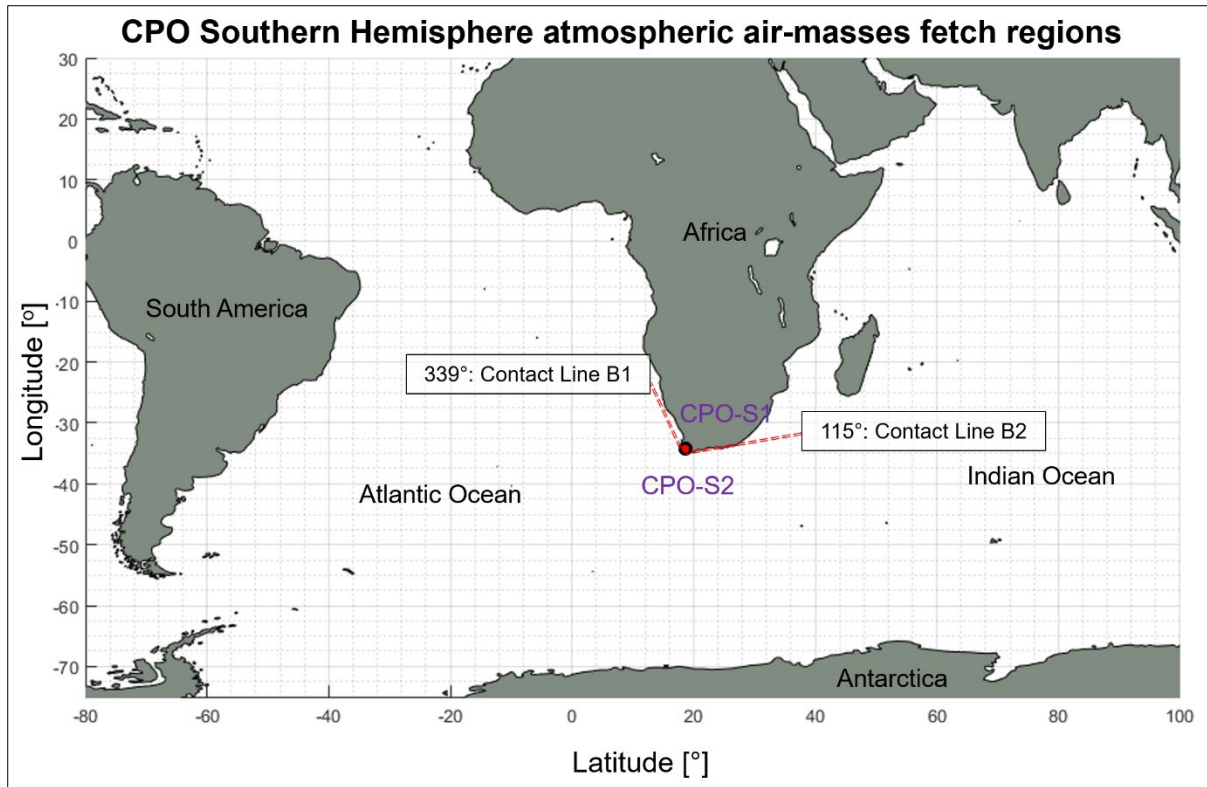 CPO Southern Hemisphere atmospheric air-masses fetch regions
30
20
10
0
-10
-20
-30
-40
-50
-60
-70
Longitude [°]
Africa
South America
339°: Contact Line B1
CPO-S1
115°: Contact Line B2
CPO-S2
Atlantic Ocean
Indian Ocean
Antarctica
-80 -60 -40 -20 0 20 40 60 80 100
Latitude [°]